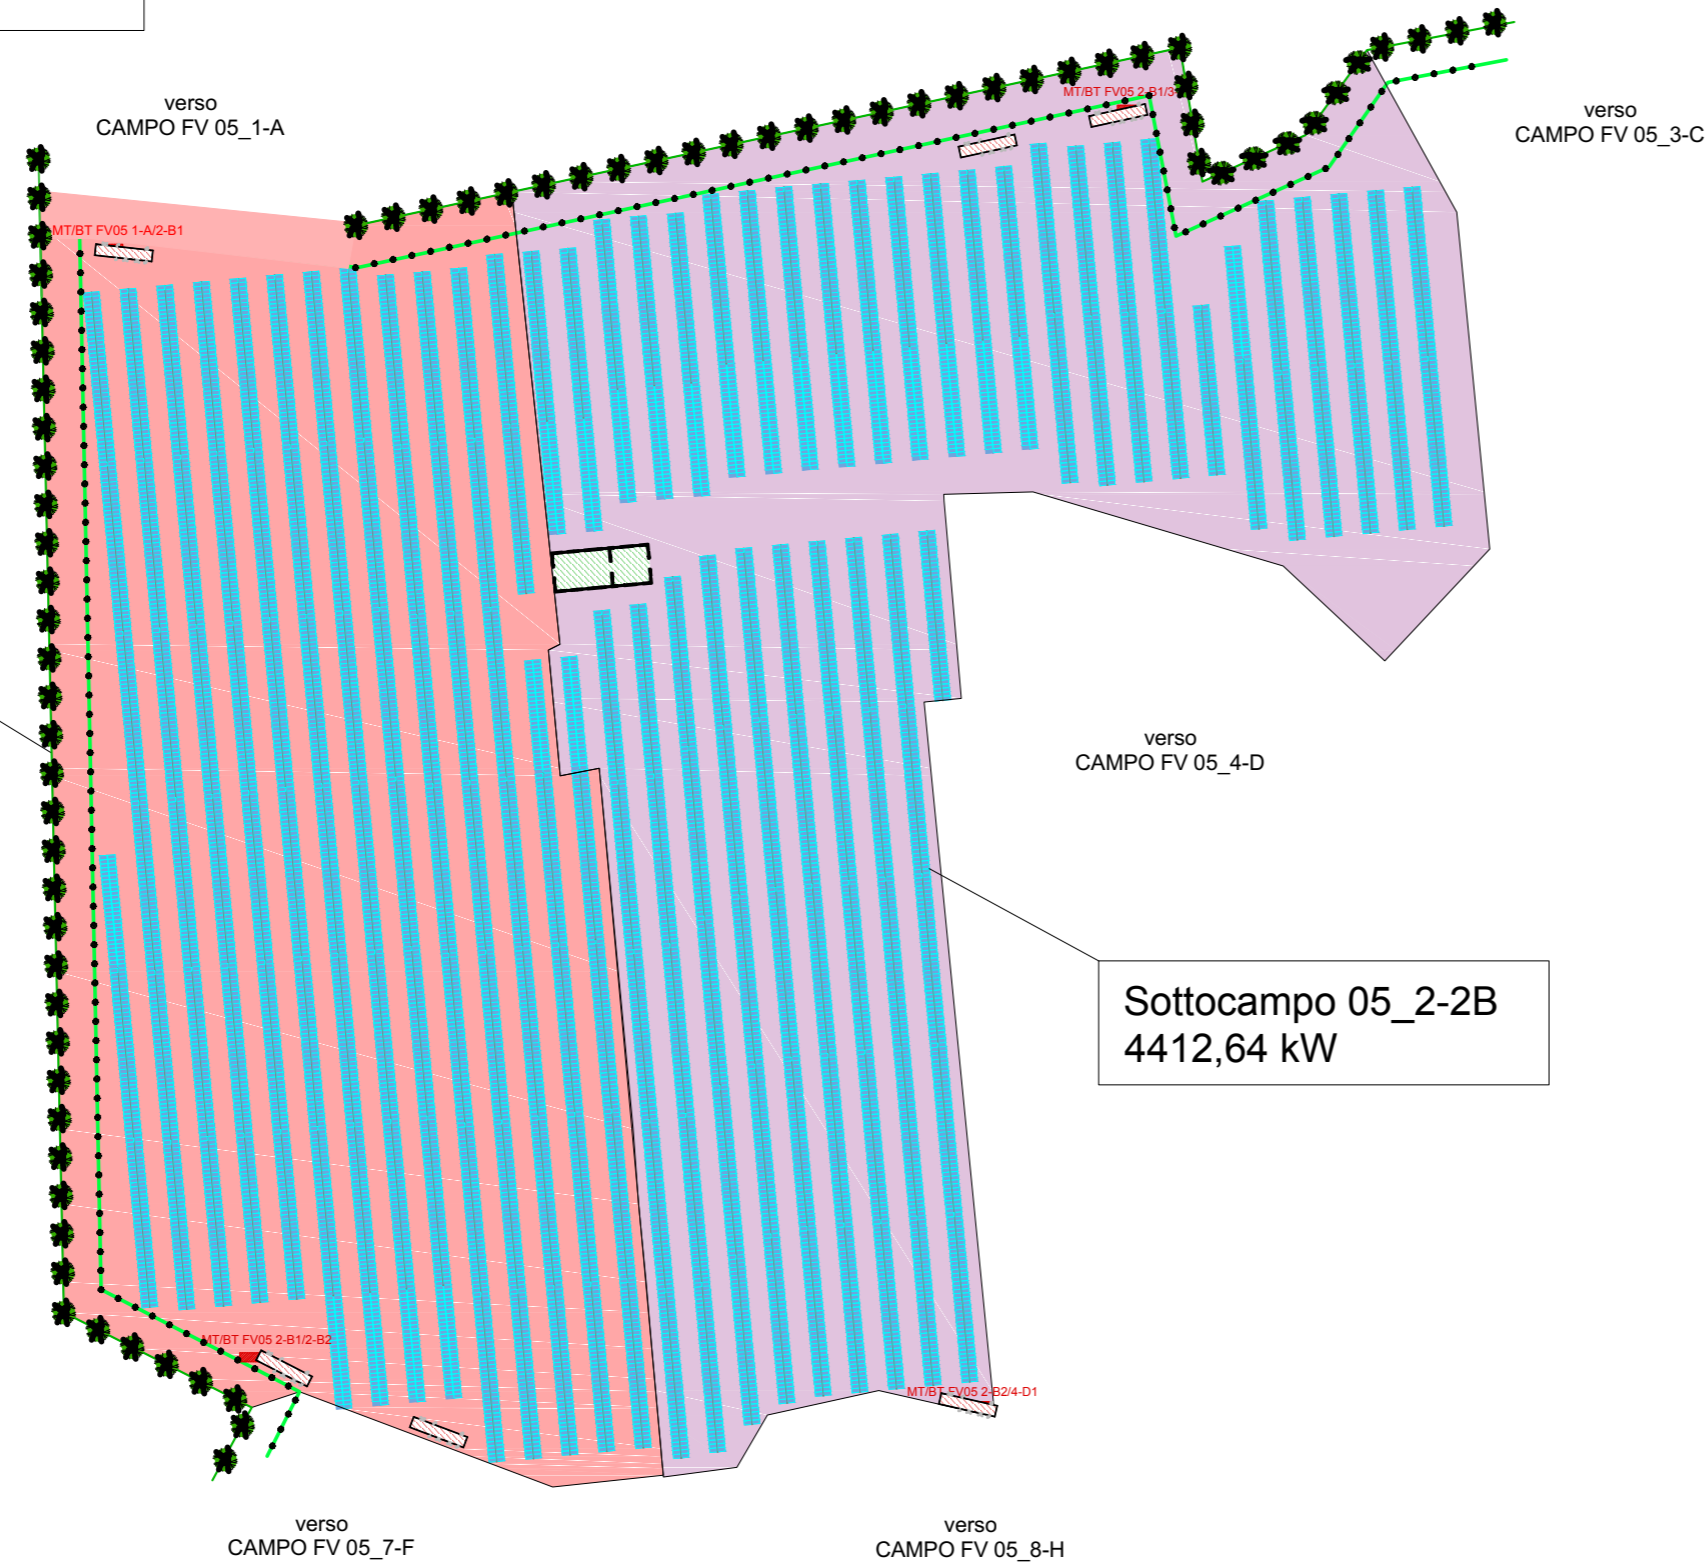 verso
CAMPO FV 05_1-A
MT/BT FV05 2-B1/3
verso
CAMPO FV 05_3-C
MT/BT FV05 1-A/2-B1
verso
CAMPO FV 05_4-D
Sottocampo 05_2-2B
4412,64 kW
MT/BT FV05 2-B1/2-B2
MT/BT FV05 2-B2/4-D1
verso
CAMPO FV 05_7-F
verso
CAMPO FV 05_8-H